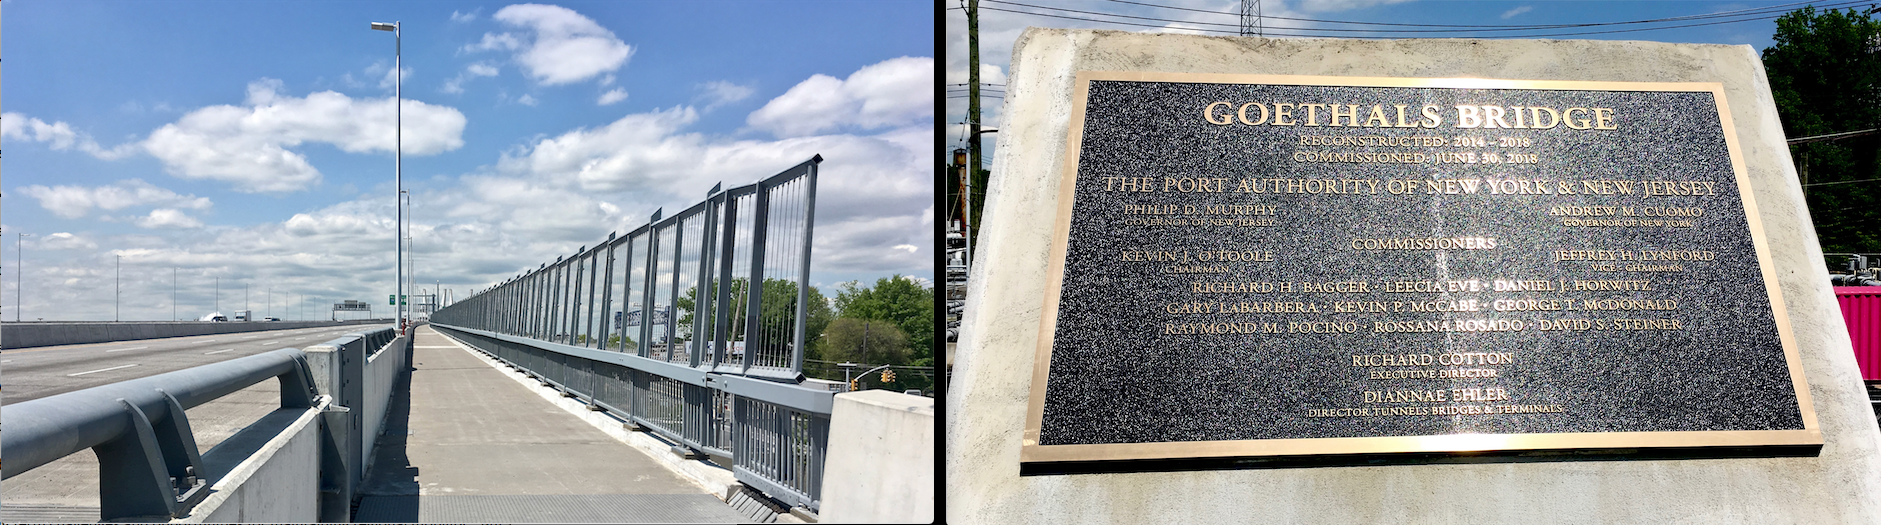 GOETHALS BRIDGE
RECONSTRUCTED: 2014 – 2018
COMMISSIONED: JUNE 30, 2018
THE PORT AUTHORITY OF NEW YORK & NEW JERSEY
PHILIP D. MURPHY
GOVERNOR OF NEW JERSEY
ANDREW M. CUOMO
GOVERNOR OF NEW YORK
COMMISSIONERS
KEVIN J. O'TOOLE
CHAIRMAN
JEFFREY H. LYNFORD
VICE - CHAIRMAN
RICHARD H. BAGGER · LEECIA EVE · DANIEL J. HORWITZ
GARY LABARBERA · KEVIN P. McCABE · GEORGE T. McDONALD
RAYMOND M. POCINO · ROSSANA ROSADO · DAVID S. STEINER
RICHARD COTTON
EXECUTIVE DIRECTOR
DIANNAE EHLER
DIRECTOR TUNNELS BRIDGES & TERMINALS